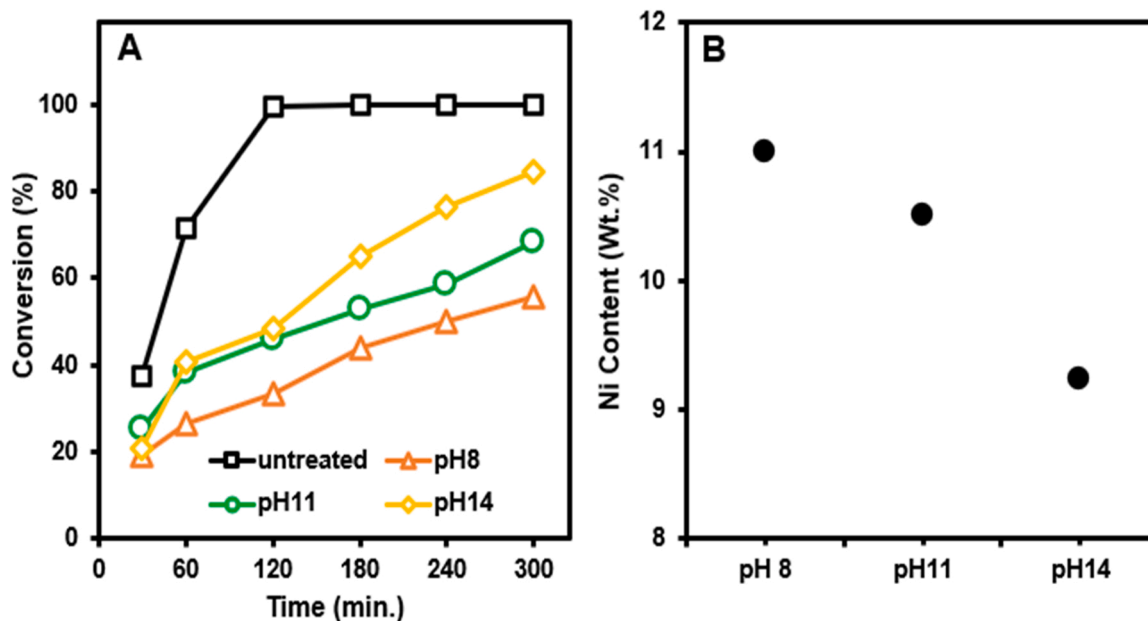 A
Conversion (%)
100
80
60
40
20
0
untreated
pH8
pH11
pH14
0 60 120 180 240 300
Time (min.)
B
Ni Content (Wt.%)
12
11
10
9
8
pH 8 pH11 pH14